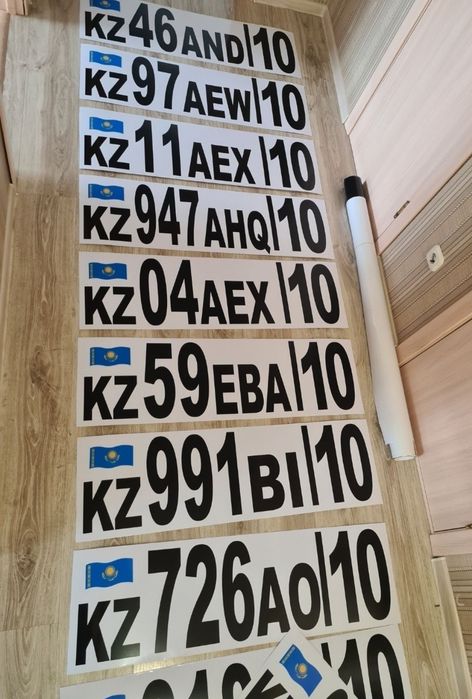 KZ 46 AND/10
KZ 97 AEW/10
KZ 11 AEX/10
KZ 947 AHQ/10
KZ 04 AEX/10
KZ 59 EBA/10
KZ 991 BI/10
KZ 726 AO/10